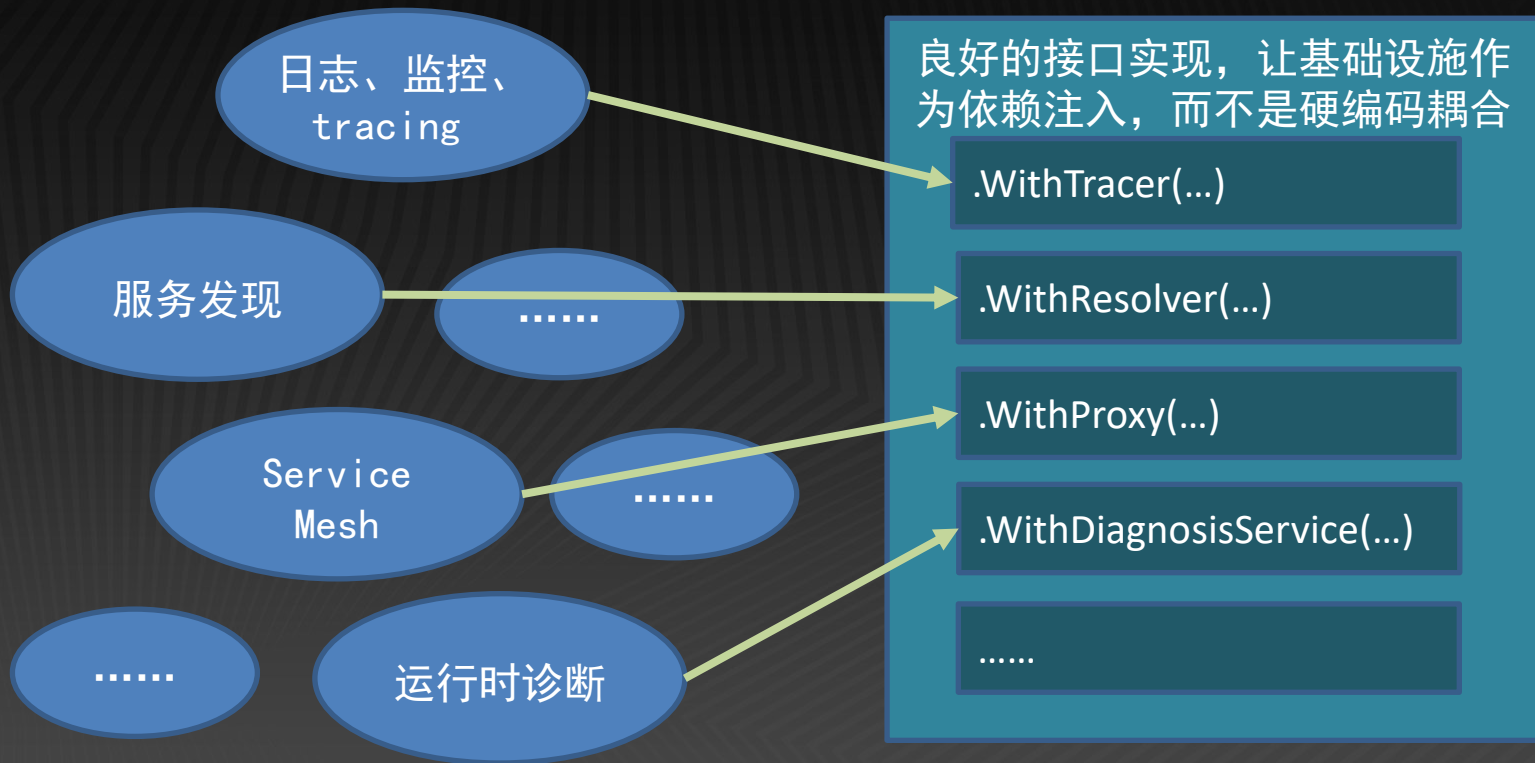 日志、监控、
tracing
服务发现
……
Service
Mesh
……
……
运行时诊断
良好的接口实现，让基础设施作
为依赖注入，而不是硬编码耦合
.WithTracer(…)
.WithResolver(…)
.WithProxy(…)
.WithDiagnosisService(…)
……